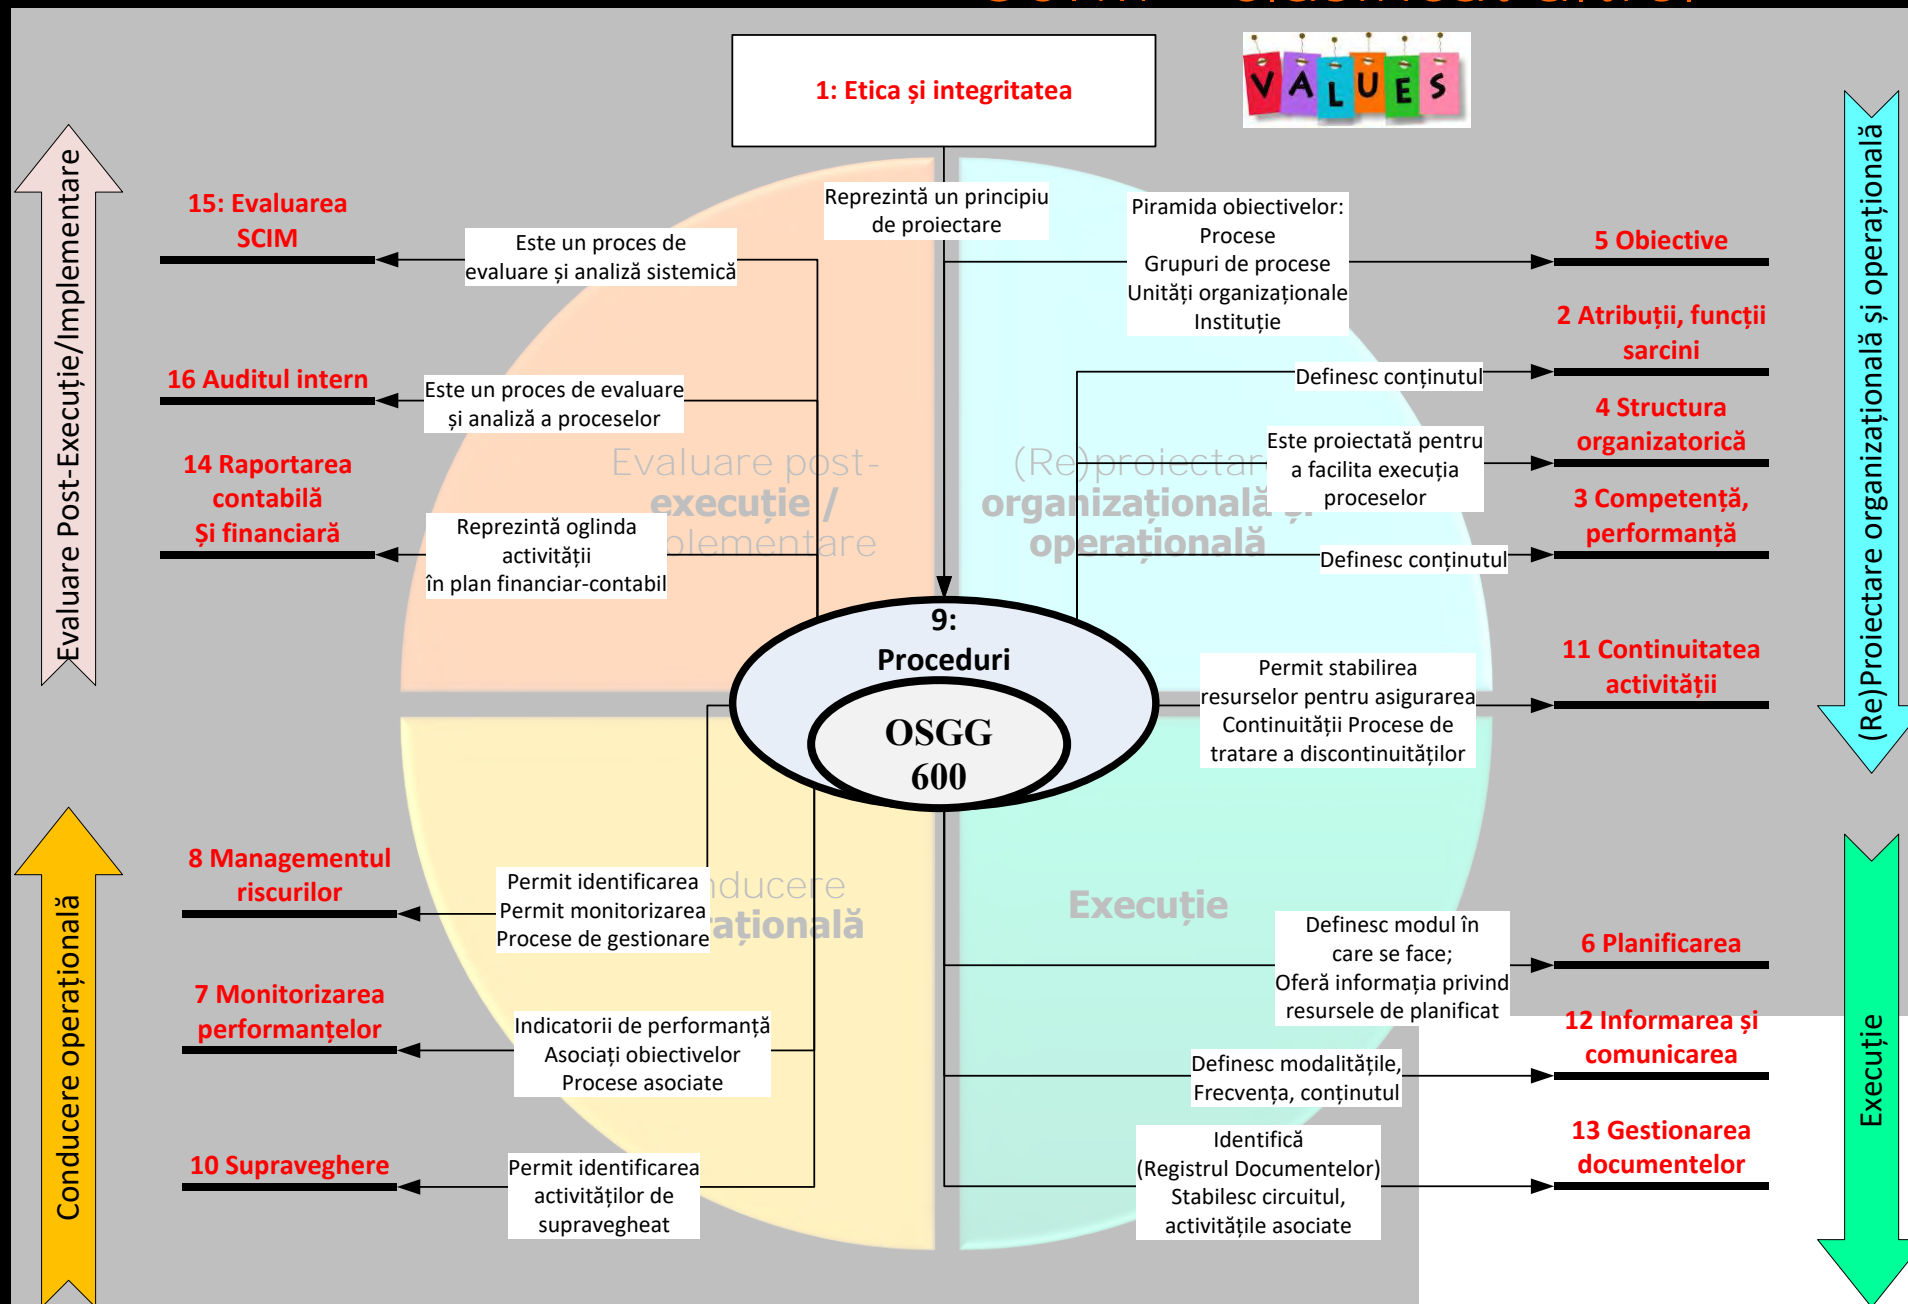 1: Etica și integritatea
VALUES
Reprezintă un principiu
de proiectare
Evaluare Post-Execuție/Implementare
15: Evaluarea
SCIM
Este un proces de
evaluare și analiză sistemică
16 Auditul intern
Este un proces de evaluare
și analiză a proceselor
14 Raportarea
contabilă
Și financiară
Reprezintă oglinda
activității
în plan financiar-contabil
Evaluare post-
execuție /
Piramida obiectivelor:
Procese
Grupuri de procese
Unități organizaționale
Instituție
5 Obiective
2 Atribuții, funcții
sarcini
Definesc conținutul
4 Structura
organizatorică
Este proiectată pentru
a facilita execuția
proceselor
3 Competență,
performanță
Definesc conținutul
organizațională
operațională
(Re)Proiectare organizațională și operațională
9:
Proceduri
OSGG
600
11 Continuitatea
activității
Permit stabilirea
resurselor pentru asigurarea
Continuității Procese de
tratare a discontinuităților
Conducere operațională
8 Managementul
riscurilor
Permit identificarea
Permit monitorizarea
Procese de gestionare
7 Monitorizarea
performanțelor
Indicatorii de performanță
Asociați obiectivelor
Procese asociate
10 Supraveghere
Permit identificarea
activităților de
supravegheat
Execuție
6 Planificarea
Definesc modul în
care se face;
Oferă informația privind
resursele de planificat
12 Informarea și
comunicarea
Definesc modalitățile,
Frecvența, conținutul
13 Gestionarea
documentelor
Identifică
(Registrul Documentelor)
Stabilesc circuitul,
activitățile asociate
Execuție